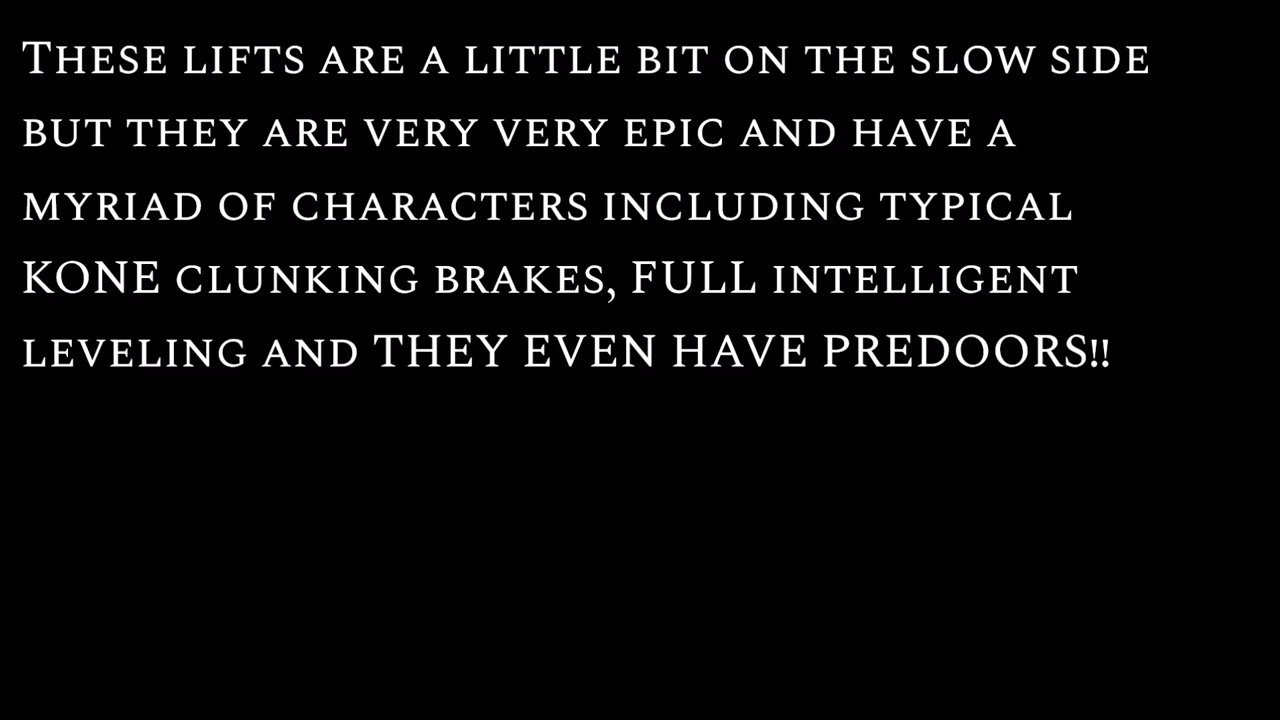 These lifts are a little bit on the slow side
but they are very very epic and have a
myriad of characters including typical
KONE clunking brakes, FULL intelligent
leveling and THEY EVEN HAVE PREDOORS!!